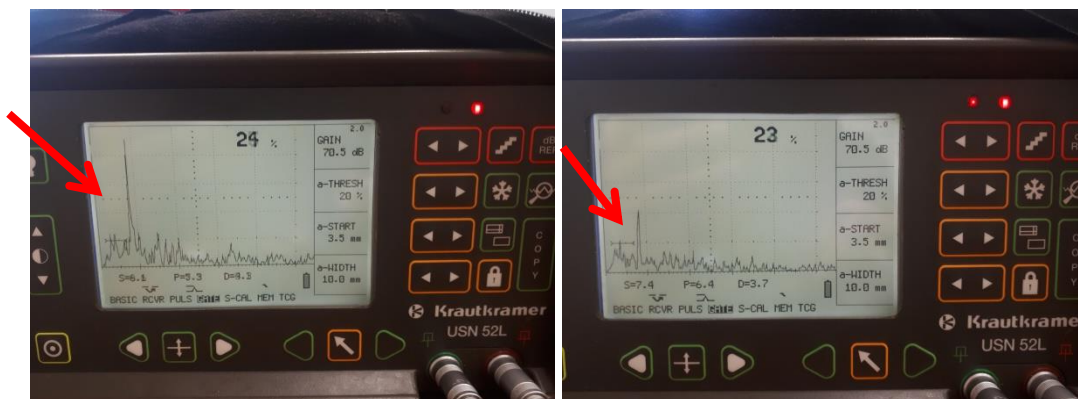 24 %
2.0
GAIN
70.5 dB
a-THRESH
20 %
a-START
3.5 mm
a-WIDTH
10.0 mm
S=6.1 P=5.3 D=4.3
BASIC RCVR PULS GATE S-CAL MEM TCG
dB
COPY
Krautkramer
USN 52L
23 %
2.0
GAIN
70.5 dB
a-THRESH
20 %
a-START
3.5 mm
a-WIDTH
10.0 mm
S=7.4 P=6.4 D=3.7
BASIC RCVR PULS GATE S-CAL MEM TCG
Krautkrame
USN 52L